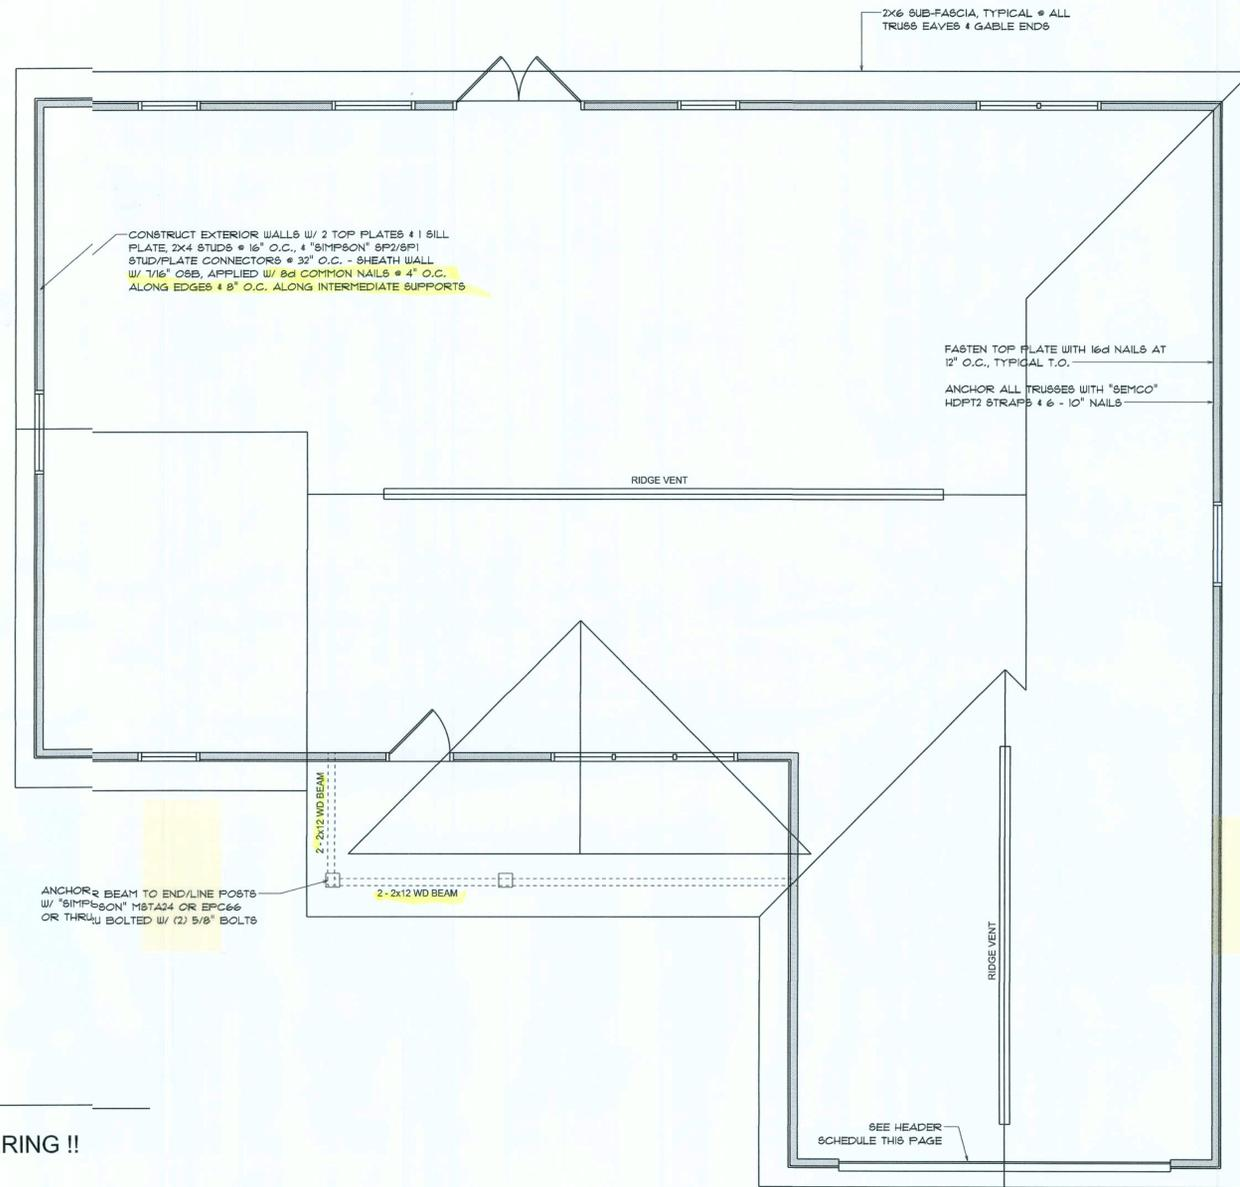 2X6 SUB-FASCIA, TYPICAL @ ALL
TRUSS EAVES & GABLE ENDS
CONSTRUCT EXTERIOR WALLS W/ 2 TOP PLATES & 1 SILL
PLATE, 2X4 STUDS @ 16" O.C., & "SIMPSON" SP2/SP1
STUD/PLATE CONNECTORS @ 32" O.C. - SHEATH WALL
W/ 7/16" OSB, APPLIED W/ 8d COMMON NAILS @ 4" O.C.
ALONG EDGES & 8" O.C. ALONG INTERMEDIATE SUPPORTS
FASTEN TOP PLATE WITH 16d NAILS AT
12" O.C., TYPICAL T.O.
ANCHOR ALL TRUSSES WITH "SEMCO"
HDPT2 STRAPS & 6 - 10" NAILS
RIDGE VENT
2 - 2x12 WD BEAM
2 - 2x12 WD BEAM
ANCHOR BEAM TO END/LINE POSTS
W/ "SIMPSON" MSTA24 OR EPC66
OR THRU BOLTED W/ (2) 5/8" BOLTS
RIDGE VENT
SEE HEADER
SCHEDULE THIS PAGE
RING !!